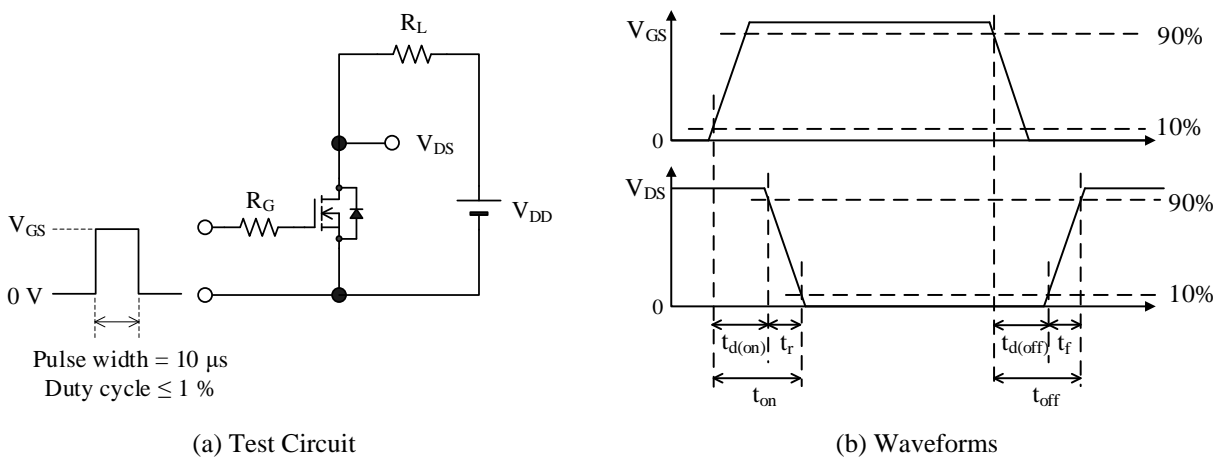 R_L
V_DS
R_G
V_DD
V_GS
0 V
Pulse width = 10 μs
Duty cycle ≤ 1 %
(a) Test Circuit
V_GS
90%
10%
0
V_DS
90%
10%
0
t_d(on) t_r t_d(off) t_f
t_on t_off
(b) Waveforms